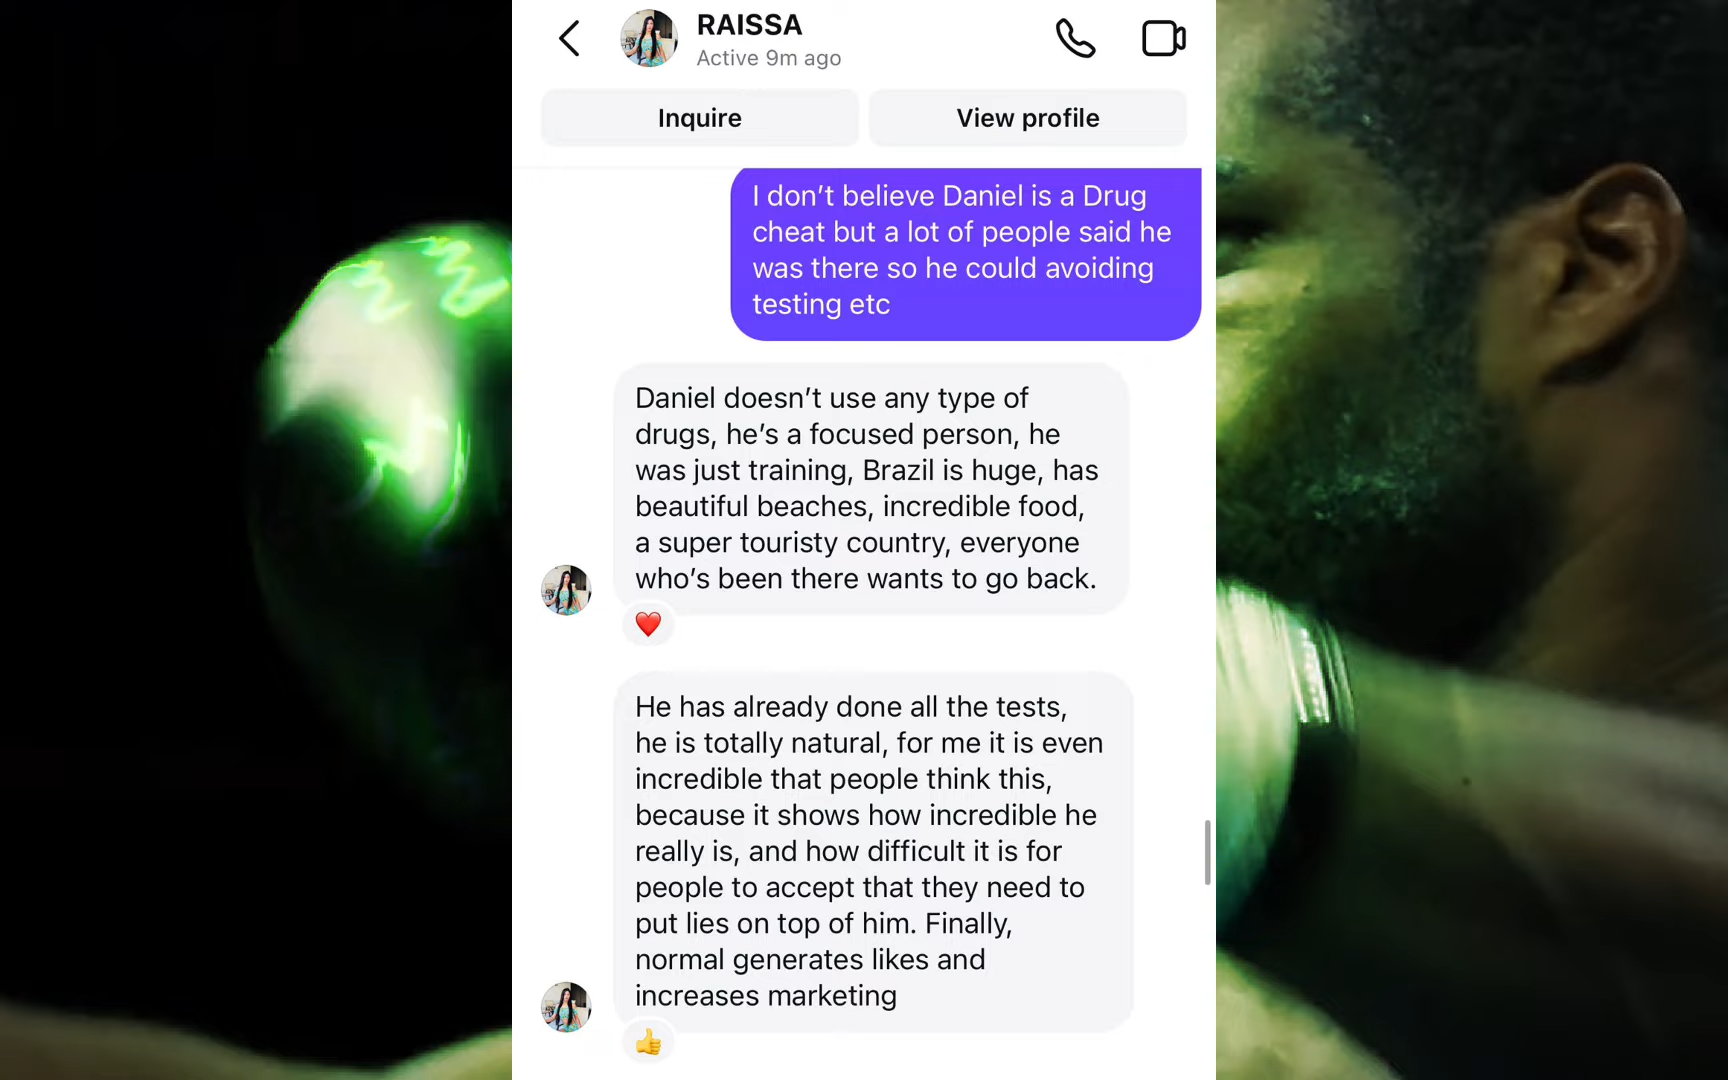 RAISSA
Active 9m ago
Inquire
View profile
I don’t believe Daniel is a Drug
cheat but a lot of people said he
was there so he could avoiding
testing etc
Daniel doesn’t use any type of
drugs, he’s a focused person, he
was just training, Brazil is huge, has
beautiful beaches, incredible food,
a super touristy country, everyone
who’s been there wants to go back.
He has already done all the tests,
he is totally natural, for me it is even
incredible that people think this,
because it shows how incredible he
really is, and how difficult it is for
people to accept that they need to
put lies on top of him. Finally,
normal generates likes and
increases marketing